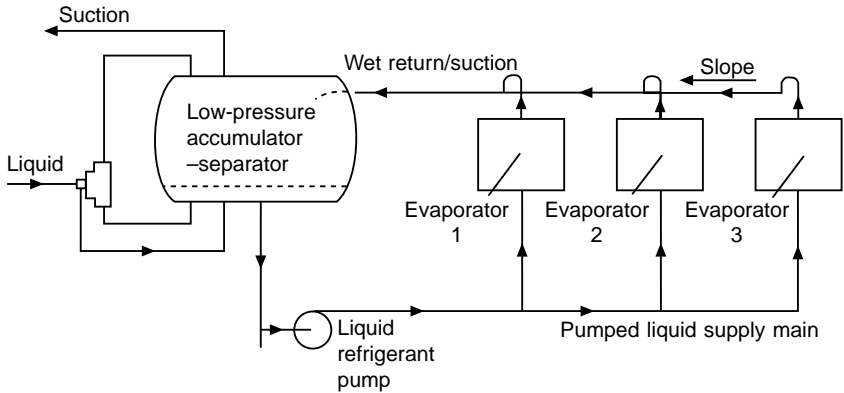 Suction
Wet return/suction
Slope
Low-pressure
accumulator
–separator
Liquid
Evaporator
1
Evaporator
2
Evaporator
3
Liquid
refrigerant
pump
Pumped liquid supply main